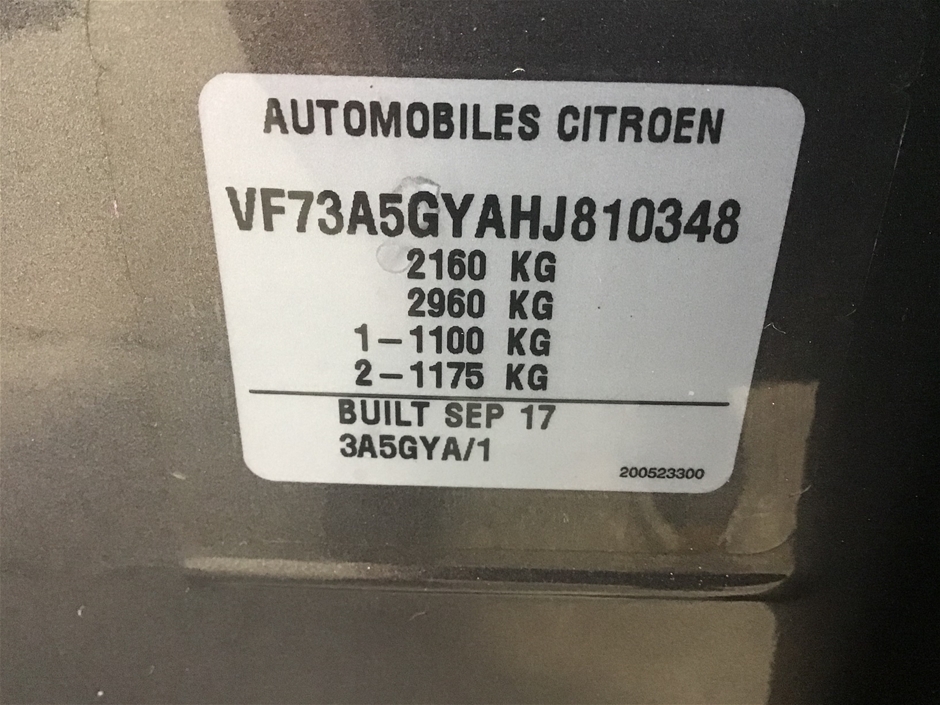 AUTOMOBILES CITROEN
VF73A5GYAHJ810348
2160 KG
2960 KG
1-1100 KG
2-1175 KG
BUILT SEP 17
3A5GYA/1
200523300